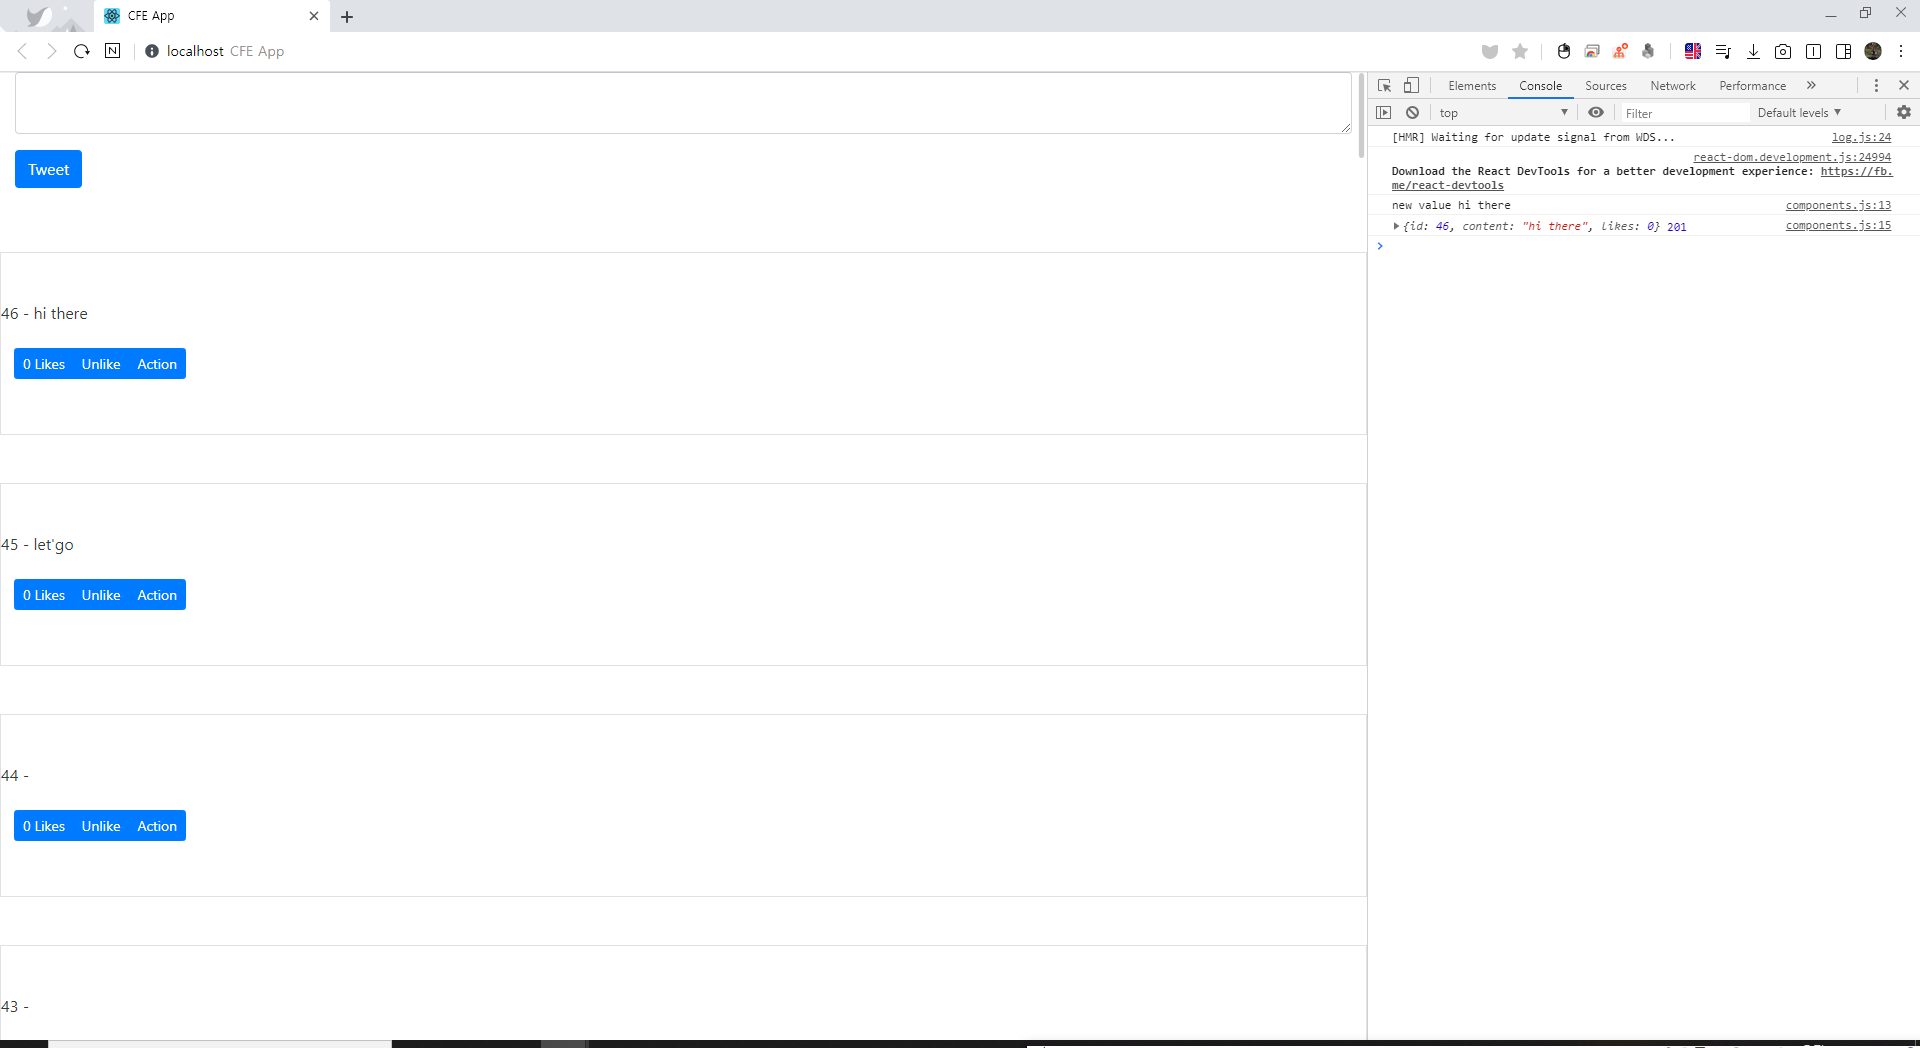 CFE App
N
localhost CFE App
Tweet
46 - hi there
0 Likes Unlike Action
45 - let'go
0 Likes Unlike Action
44 -
0 Likes Unlike Action
43 -
Elements Console Sources Network Performance »
top Filter Default levels
[HMR] Waiting for update signal from WDS... log.js:24
react-dom.development.js:24994
Download the React DevTools for a better development experience: https://fb.
me/react-devtools
new value hi there components.js:13
{id: 46, content: "hi there", likes: 0} 201 components.js:15